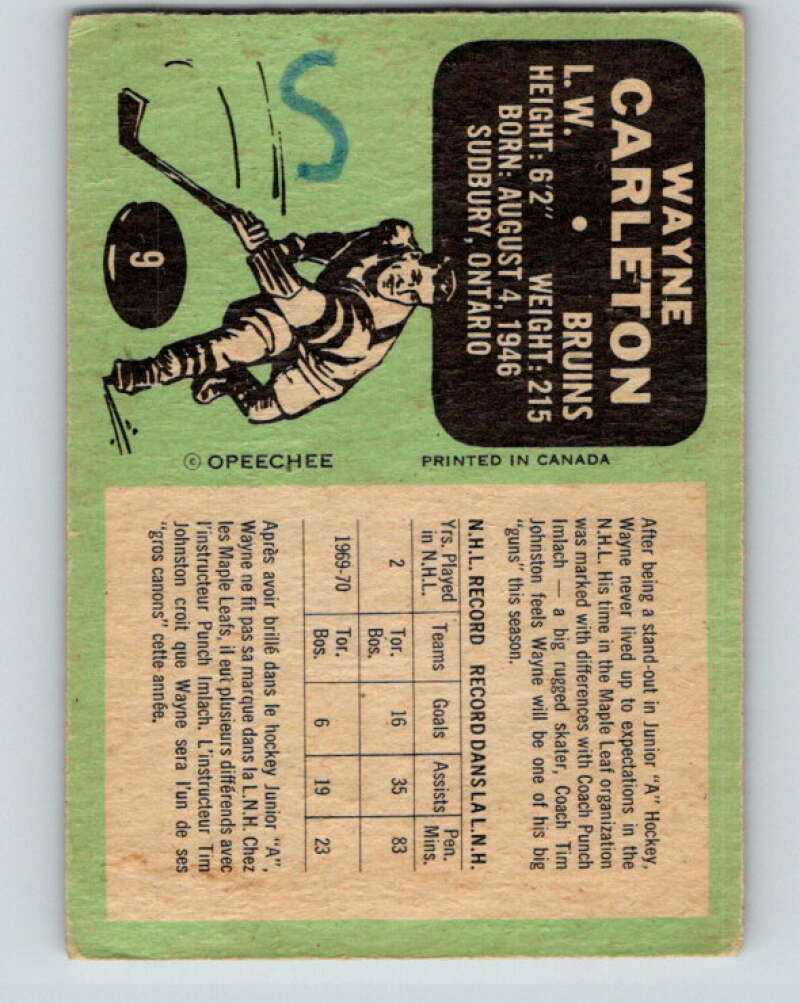 WAYNE
CARLETON
L.W. • BRUINS
HEIGHT: 6'2" WEIGHT: 215
BORN: AUGUST 4, 1946
SUDBURY, ONTARIO
S
9
© OPEECHEE
PRINTED IN CANADA
After being a stand-out in Junior "A" Hockey,
Wayne never lived up to expectations in the
N.H.L. His time in the Maple Leaf organization
was marked with differences with Coach Punch
Imlach — a big rugged skater, Coach Tim
Johnston feels Wayne will be one of his big
"guns" this season.
N.H.L. RECORD RECORD DANS LA L.N.H.
Yrs. Played in N.H.L. Teams Goals Assists Pen. Mins.
2 Tor. Bos. 16 35 83
1969-70 Tor. Bos. 6 19 23
Après avoir brillé dans le hockey Junior "A",
Wayne ne fit pas sa marque dans la L.N.H. Chez
les Maple Leafs, il eut plusieurs différends avec
l'instructeur Punch Imlach. L'instructeur Tim
Johnston croit que Wayne sera l'un de ses
"gros canons" cette année.